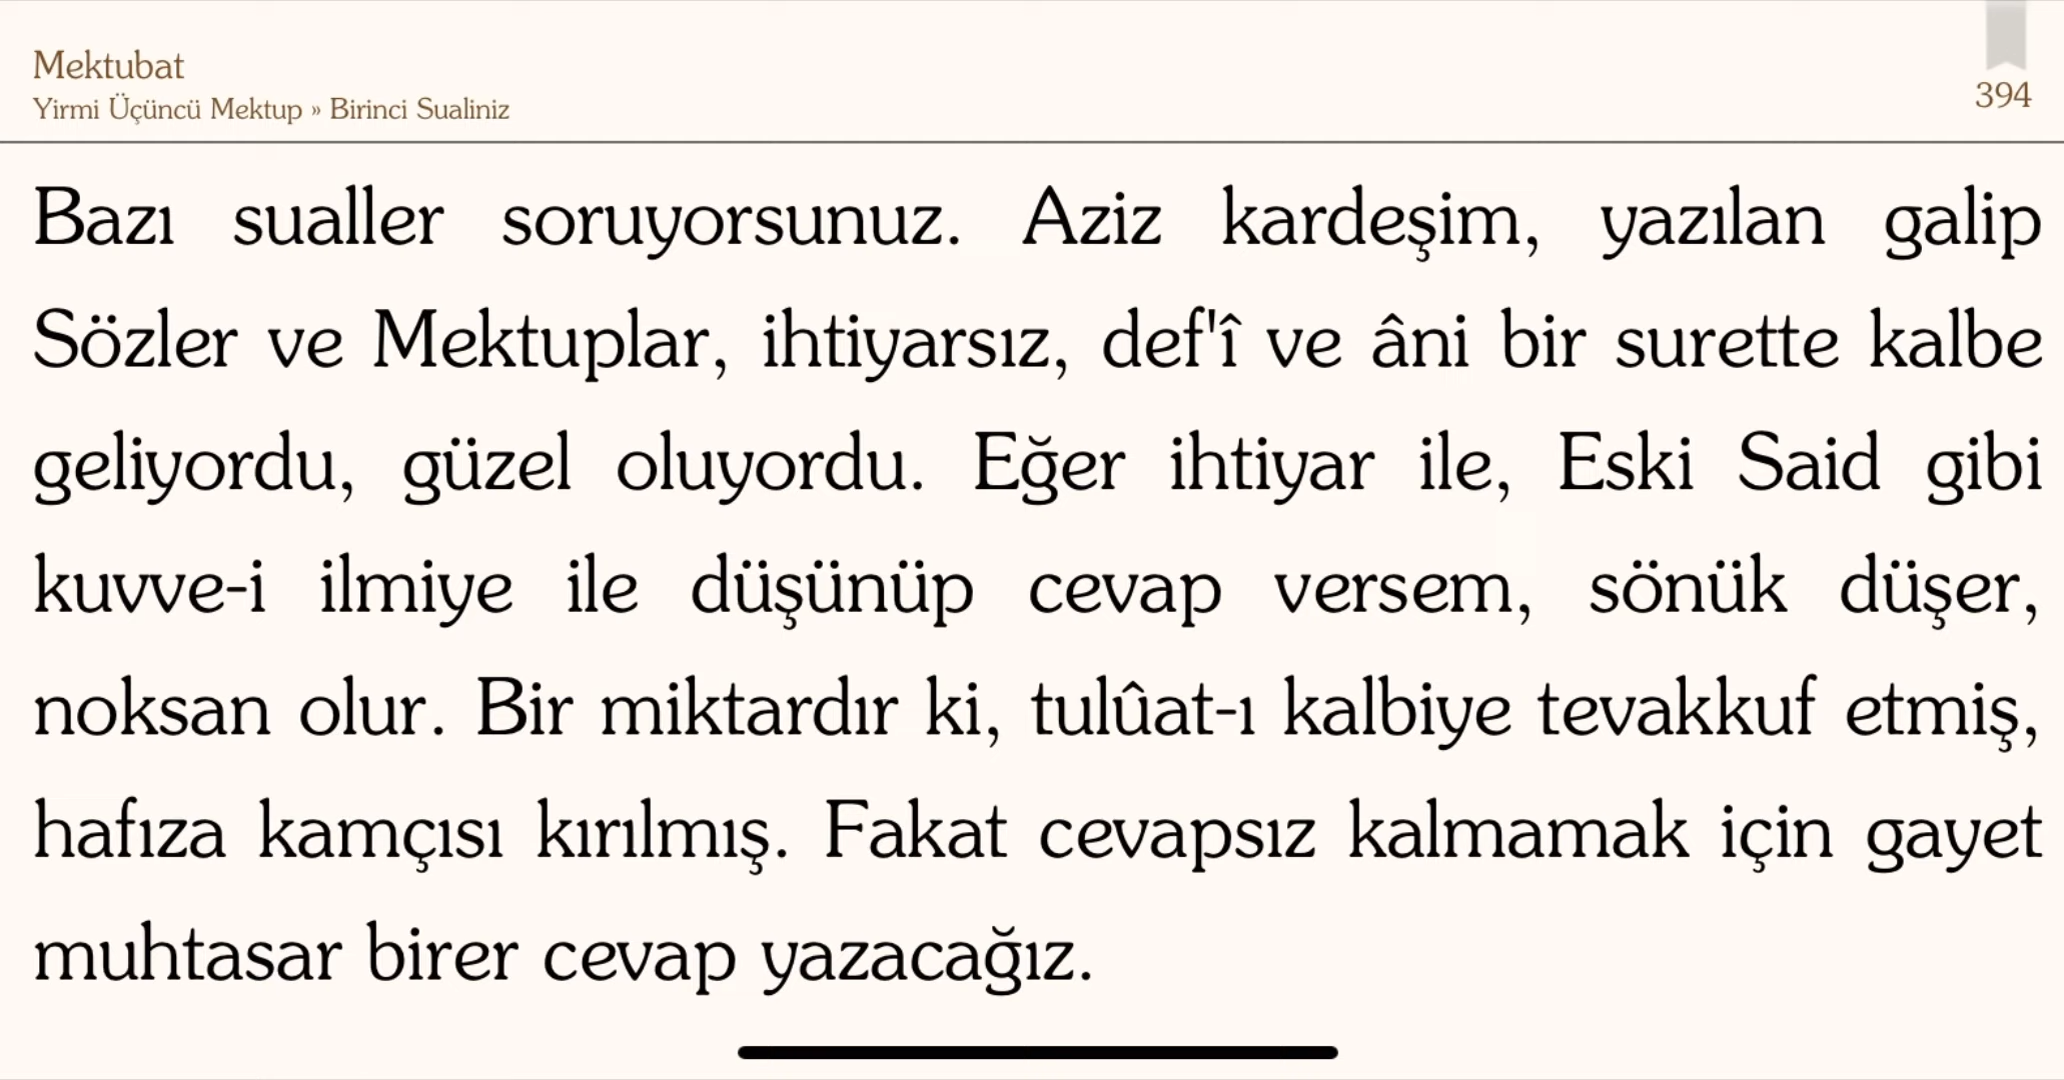 Mektubat
Yirmi Üçüncü Mektup » Birinci Sualiniz
394
Bazı sualler soruyorsunuz. Aziz kardeşim, yazılan galip
Sözler ve Mektuplar, ihtiyarsız, def'î ve âni bir surette kalbe
geliyordu, güzel oluyordu. Eğer ihtiyar ile, Eski Said gibi
kuvve-i ilmiye ile düşünüp cevap versem, sönük düşer,
noksan olur. Bir miktardır ki, tulûat-ı kalbiye tevakkuf etmiş,
hafıza kamçısı kırılmış. Fakat cevapsız kalmamak için gayet
muhtasar birer cevap yazacağız.